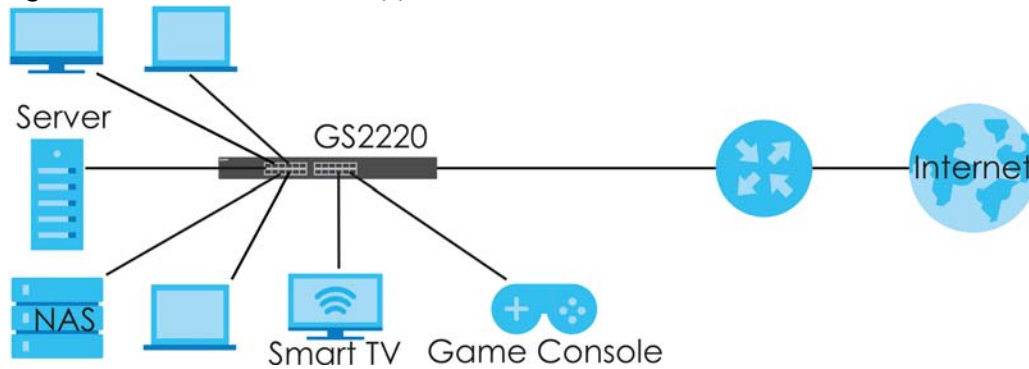 Server
GS2220
Internet
NAS
Smart TV
Game Console